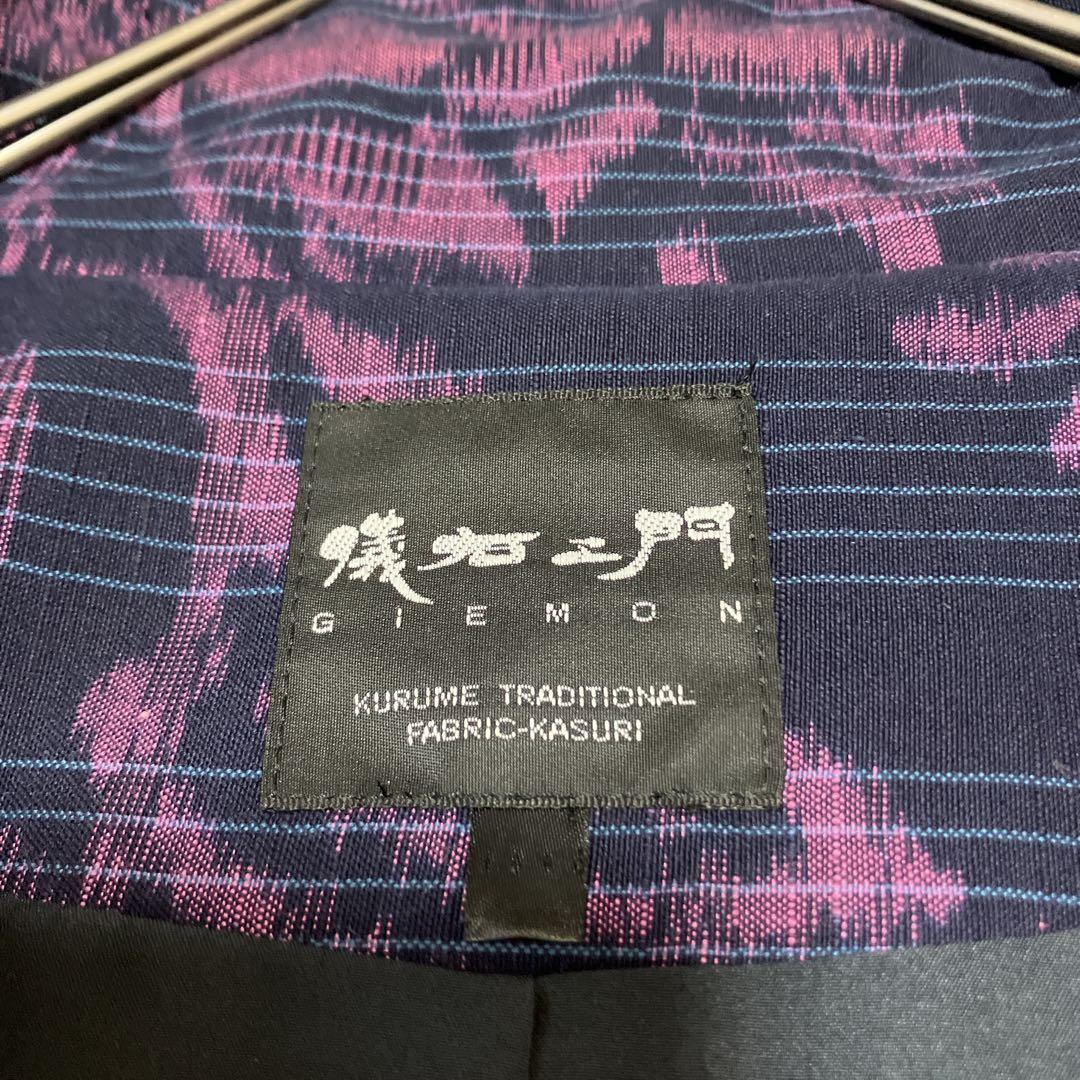 儀右エ門
GIEMON
KURUME TRADITIONAL
FABRIC-KASURI